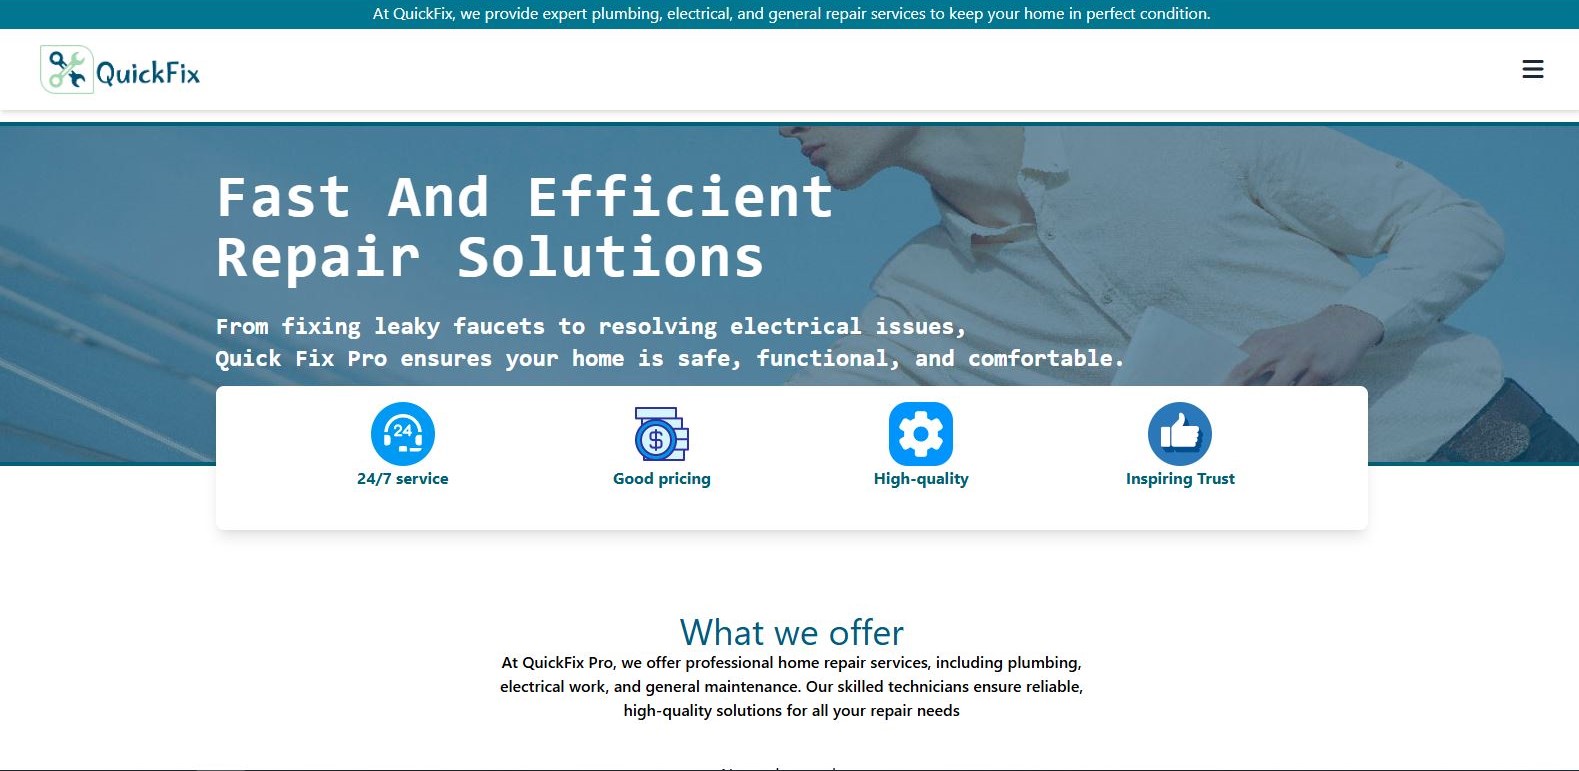 At QuickFix, we provide expert plumbing, electrical, and general repair services to keep your home in perfect condition.
QuickFix
Fast And Efficient
Repair Solutions
From fixing leaky faucets to resolving electrical issues,
Quick Fix Pro ensures your home is safe, functional, and comfortable.
24
$
24/7 service
Good pricing
High-quality
Inspiring Trust
What we offer
At QuickFix Pro, we offer professional home repair services, including plumbing,
electrical work, and general maintenance. Our skilled technicians ensure reliable,
high-quality solutions for all your repair needs